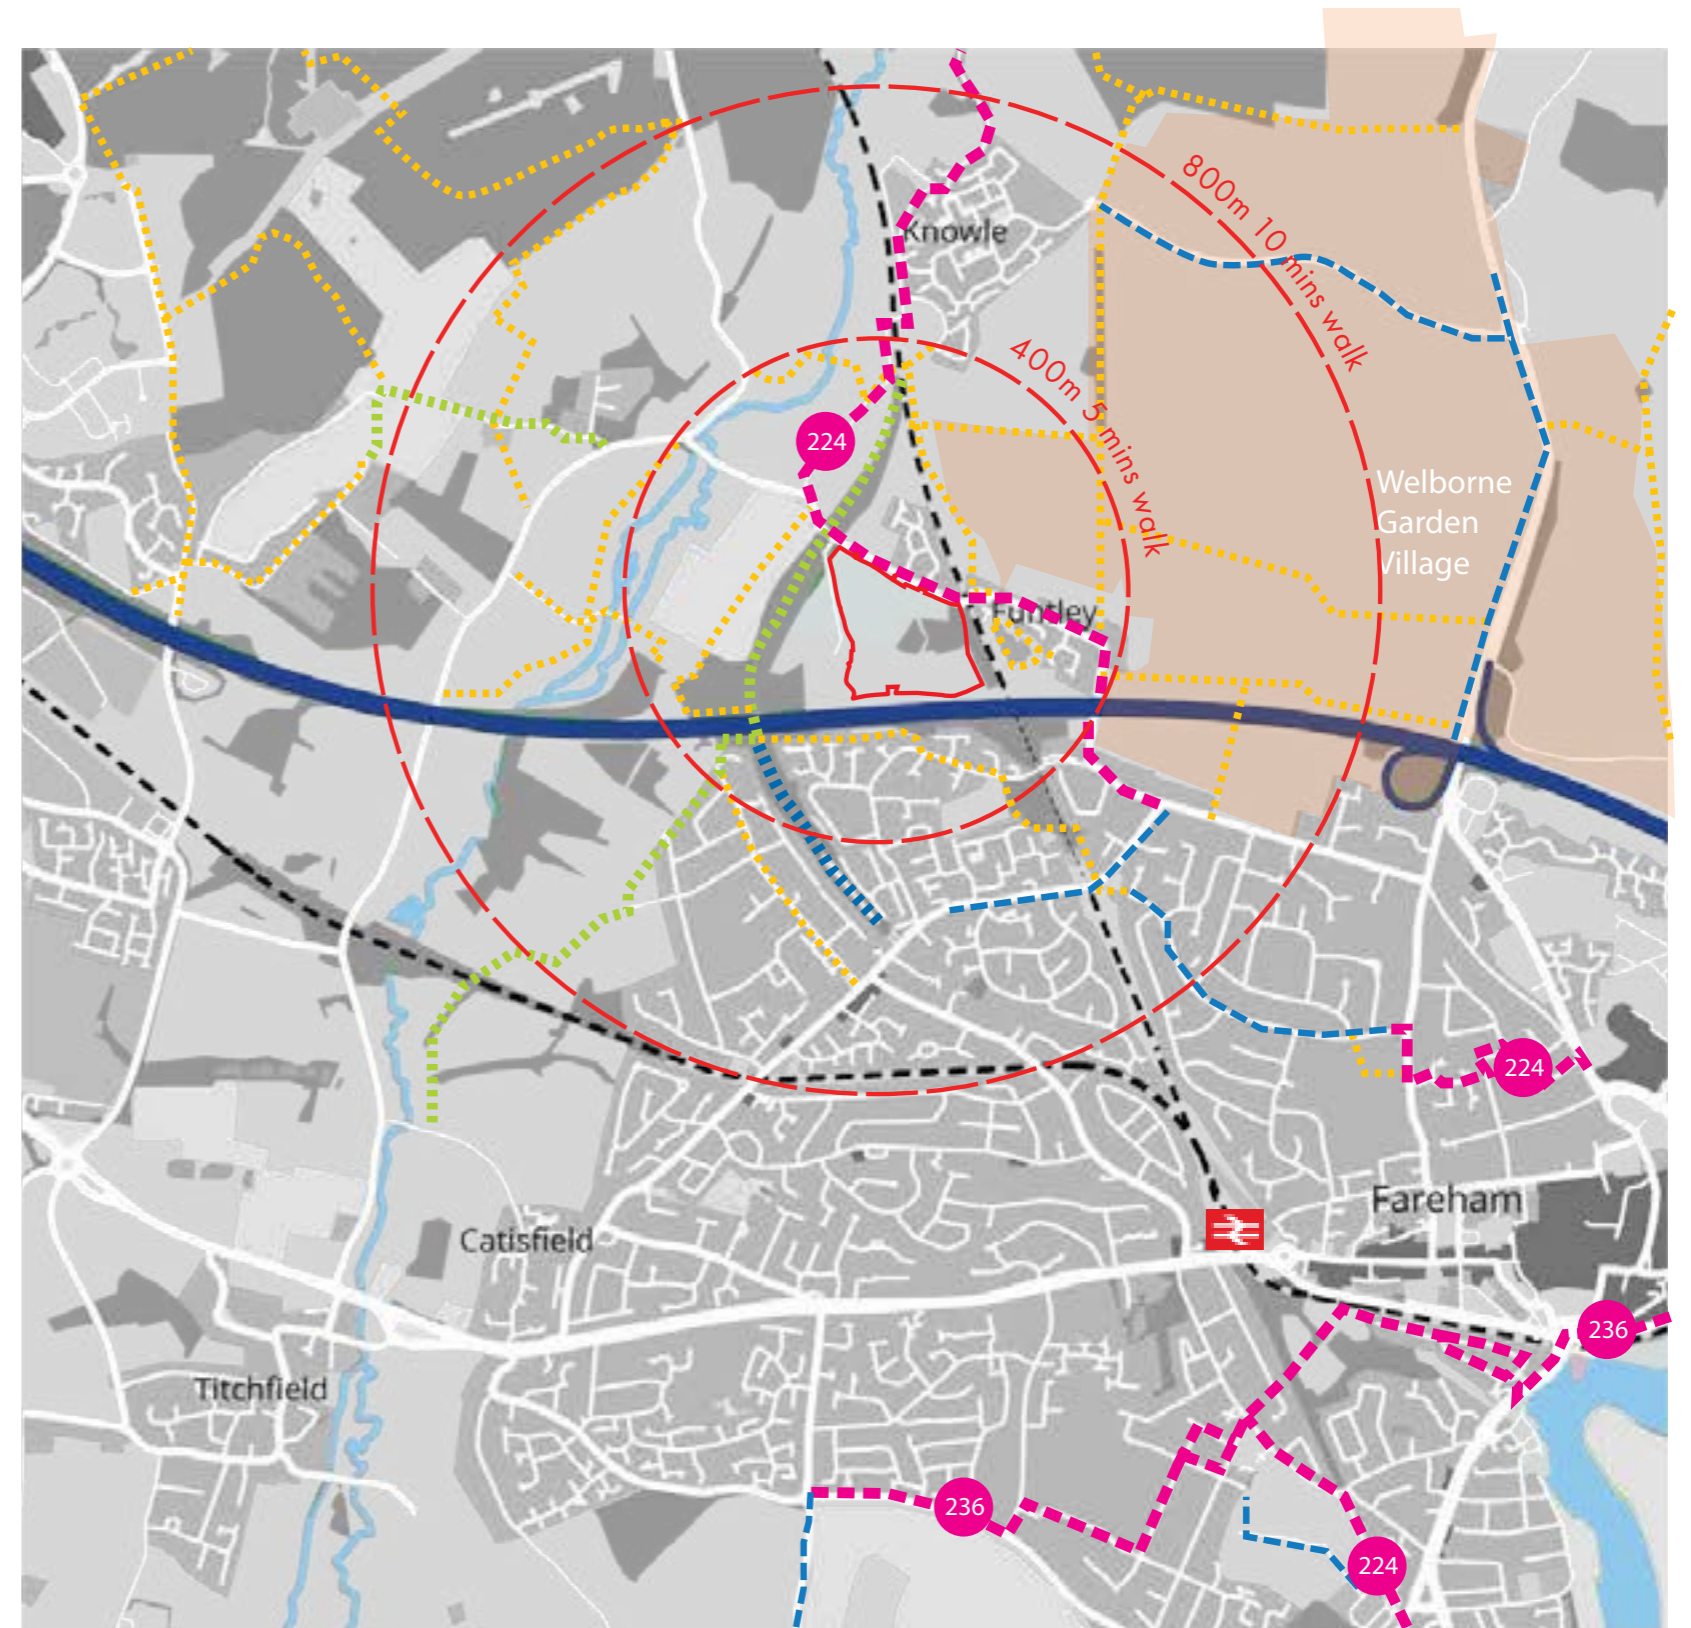 800m 10 mins walk
Knowle
400m 5 mins walk
224
Welborne
Garden
Village
Funtley
224
Fareham
Catisfield
236
Titchfield
236
224